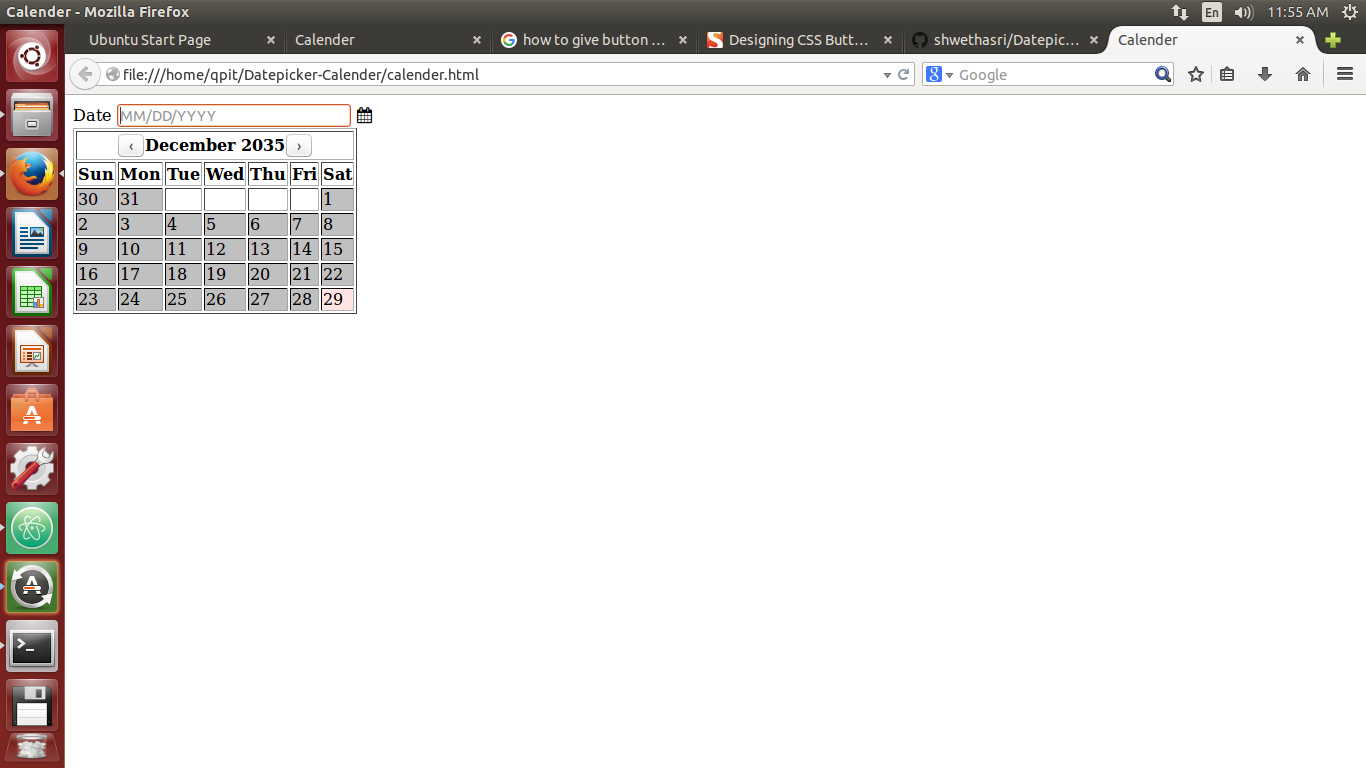 Calender - Mozilla Firefox En 11:55 AM
Ubuntu Start Page × Calender × how to give button ... × Designing CSS Butt... × shwethasri/Datepic... × Calender ×
file:///home/qpit/Datepicker-Calender/calender.html Google
Date MM/DD/YYYY
‹ December 2035 ›
Sun Mon Tue Wed Thu Fri Sat
30 31 1
2 3 4 5 6 7 8
9 10 11 12 13 14 15
16 17 18 19 20 21 22
23 24 25 26 27 28 29